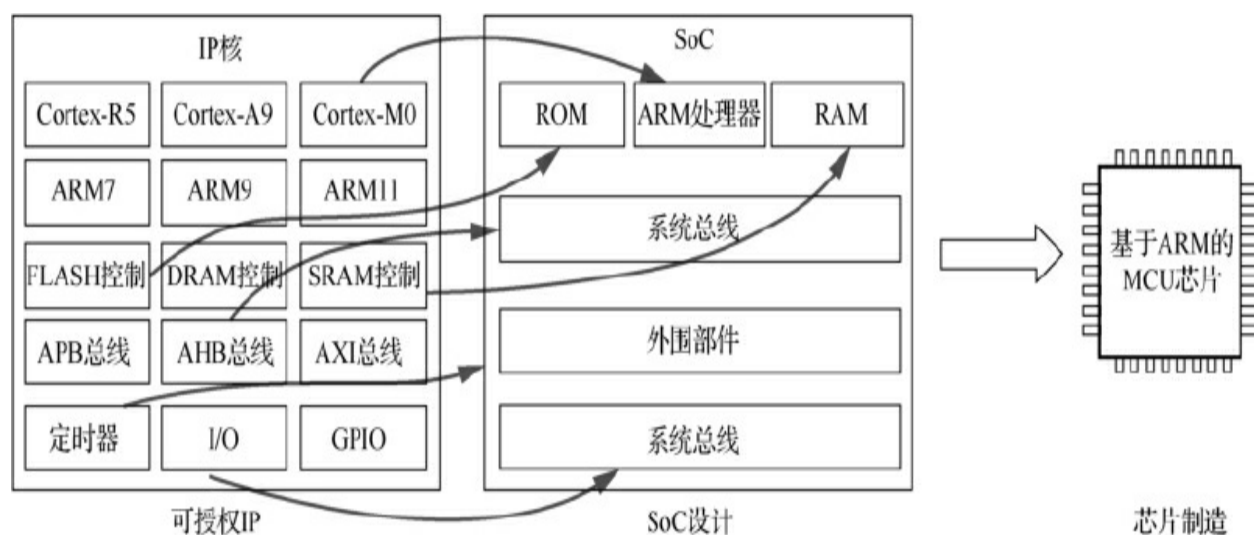 IP核
Cortex-R5
Cortex-A9
Cortex-M0
ARM7
ARM9
ARM11
FLASH控制
DRAM控制
SRAM控制
APB总线
AHB总线
AXI总线
定时器
I/O
GPIO
可授权IP
SoC
ROM
ARM处理器
RAM
系统总线
外围部件
系统总线
SoC设计
基于ARM的
MCU芯片
芯片制造